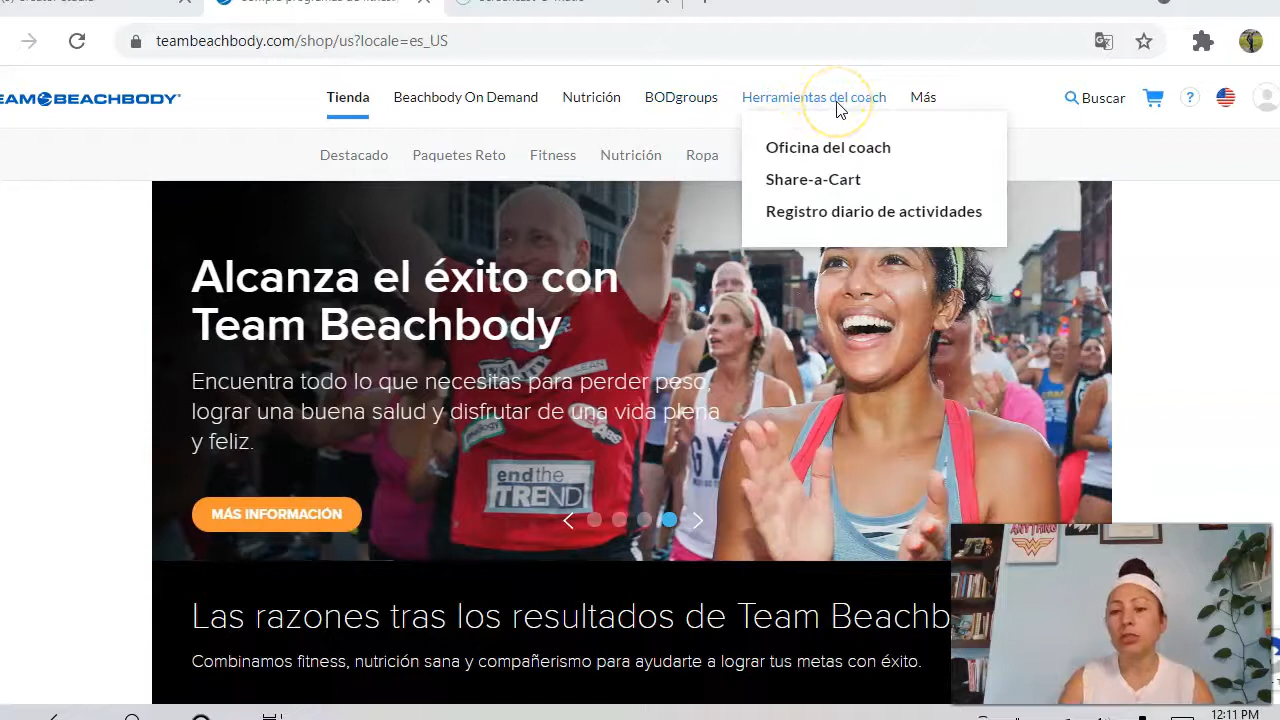 teambeachbody.com/shop/us?locale=es_US
TEAM BEACHBODY
Tienda Beachbody On Demand Nutrición BODgroups Herramientas del coach Más Buscar
Destacado Paquetes Reto Fitness Nutrición Ropa
Oficina del coach
Share-a-Cart
Registro diario de actividades
Alcanza el éxito con
Team Beachbody
Encuentra todo lo que necesitas para perder peso,
lograr una buena salud y disfrutar de una vida plena
y feliz.
end the
TREND
MÁS INFORMACIÓN
Las razones tras los resultados de Team Beachb
Combinamos fitness, nutrición sana y compañerismo para ayudarte a lograr tus metas con éxito.
12:11 PM